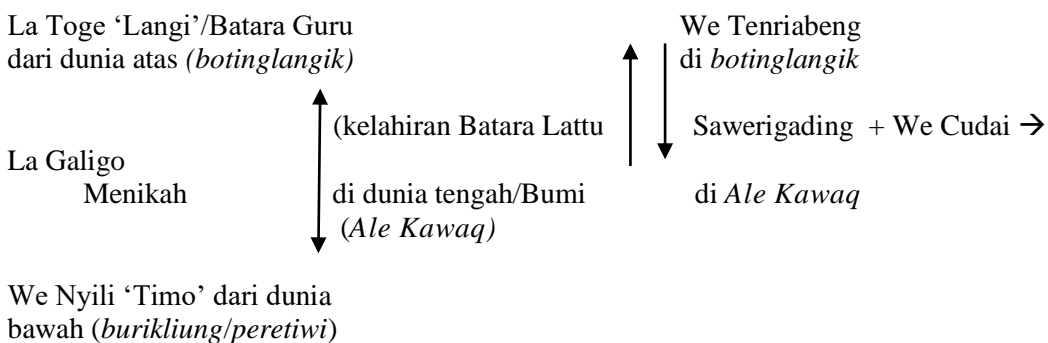 La Toge ‘Langi’/Batara Guru We Tenriabeng
dari dunia atas (botinglangik) di botinglangik
(kelahiran Batara Lattu Sawerigading + We Cudai →
La Galigo
Menikah di dunia tengah/Bumi di Ale Kawaq
(Ale Kawaq)
We Nyili ‘Timo’ dari dunia
bawah (burikliung/peretiwi)